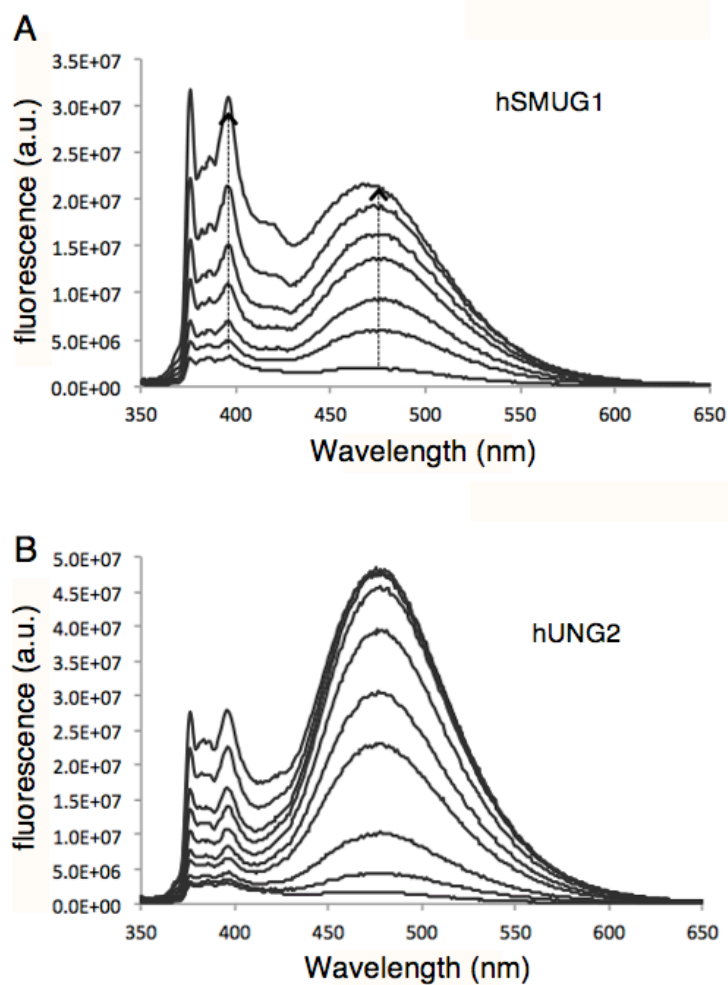 A
3.5E+07
3.0E+07
2.5E+07
2.0E+07
1.5E+07
1.0E+07
5.0E+06
0.0E+00
fluorescence (a.u.)
hSMUG1
350 400 450 500 550 600 650
Wavelength (nm)
B
5.0E+07
4.5E+07
4.0E+07
3.5E+07
3.0E+07
2.5E+07
2.0E+07
1.5E+07
1.0E+07
5.0E+06
0.0E+00
fluorescence (a.u.)
hUNG2
350 400 450 500 550 600 650
Wavelength (nm)